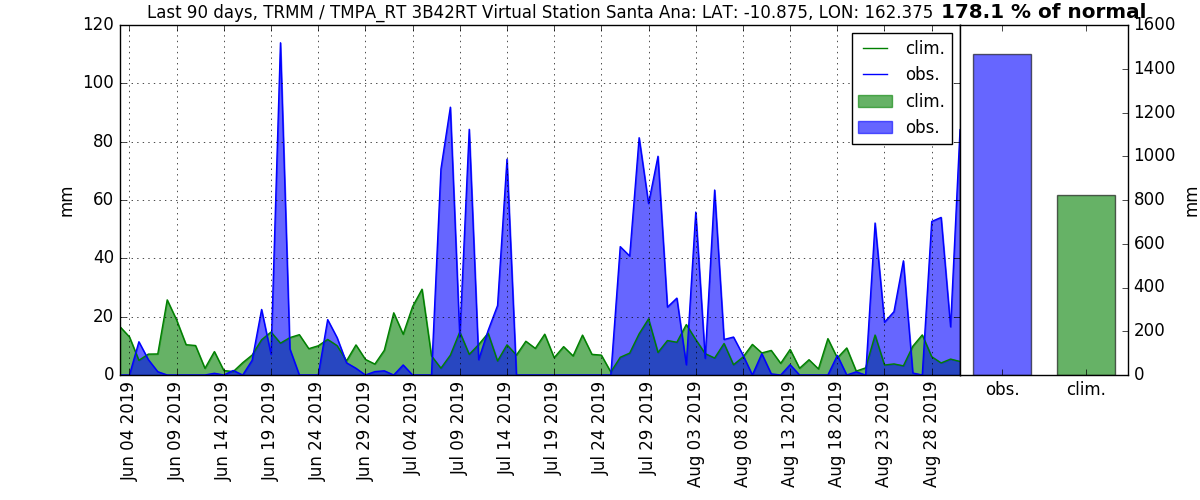 Last 90 days, TRMM / TMPA_RT 3B42RT Virtual Station Santa Ana: LAT: -10.875, LON: 162.375 178.1 % of normal
clim.
obs.
clim.
obs.
mm
120
100
80
60
40
20
0
Jun 04 2019
Jun 09 2019
Jun 14 2019
Jun 19 2019
Jun 24 2019
Jun 29 2019
Jul 04 2019
Jul 09 2019
Jul 14 2019
Jul 19 2019
Jul 24 2019
Jul 29 2019
Aug 03 2019
Aug 08 2019
Aug 13 2019
Aug 18 2019
Aug 23 2019
Aug 28 2019
obs.
clim.
1600
1400
1200
1000
800
600
400
200
0
mm